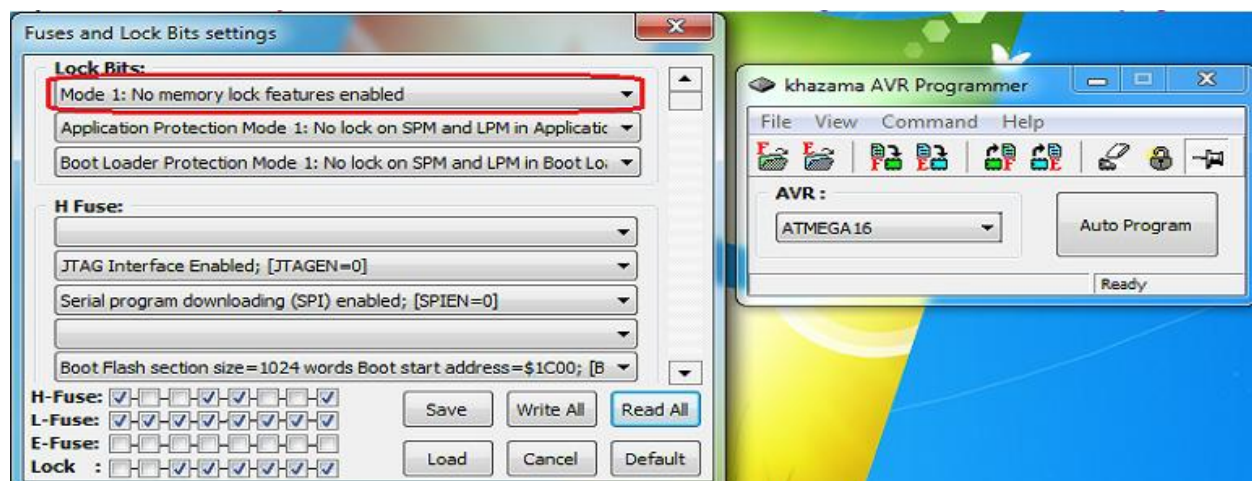 Fuses and Lock Bits settings
Lock Bits:
Mode 1: No memory lock features enabled
Application Protection Mode 1: No lock on SPM and LPM in Applicatic
Boot Loader Protection Mode 1: No lock on SPM and LPM in Boot Loa
H Fuse:
JTAG Interface Enabled; [JTAGEN=0]
Serial program downloading (SPI) enabled; [SPIEN=0]
Boot Flash section size=1024 words Boot start address=$1C00; [B
H-Fuse:
L-Fuse:
E-Fuse:
Lock :
Save Write All Read All
Load Cancel Default
khazama AVR Programmer
File View Command Help
AVR :
ATMEGA16
Auto Program
Ready